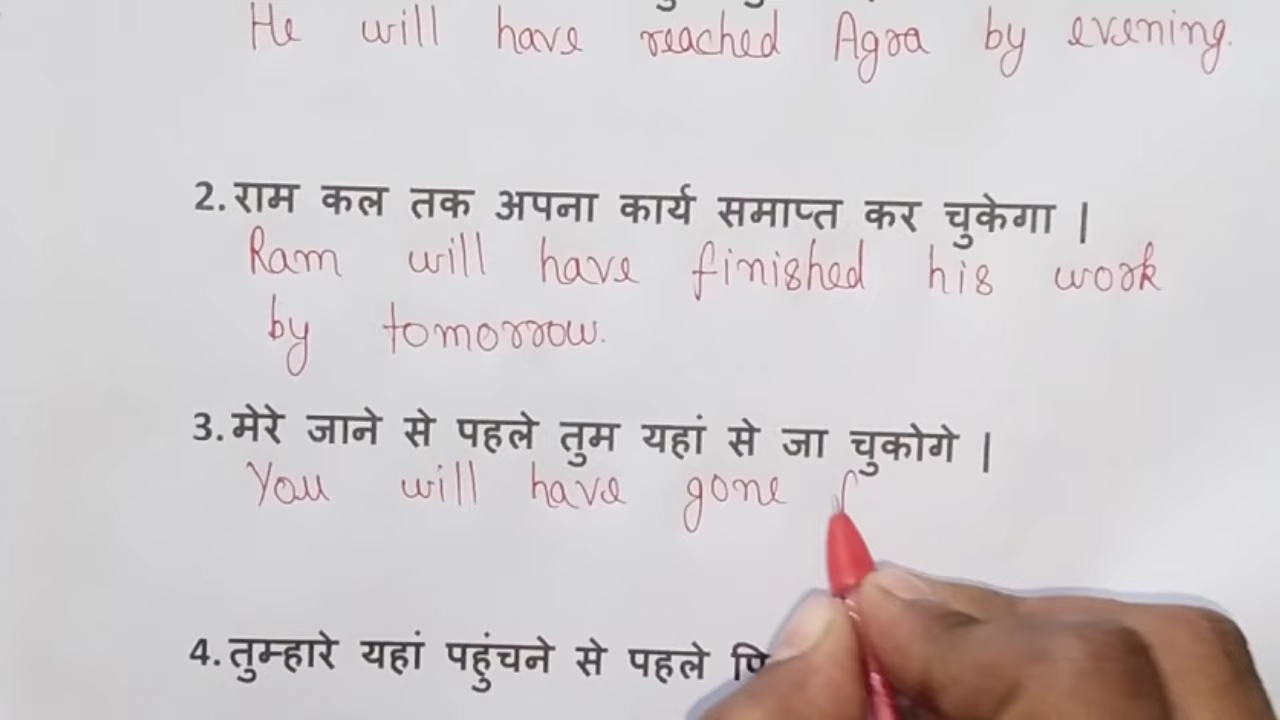 He will have reached Agra by evening.
2. राम कल तक अपना कार्य समाप्त कर चुकेगा |
Ram will have finished his work
by tomorrow.
3. मेरे जाने से पहले तुम यहां से जा चुकोगे |
You will have gone
4. तुम्हारे यहां पहुंचने से पहले